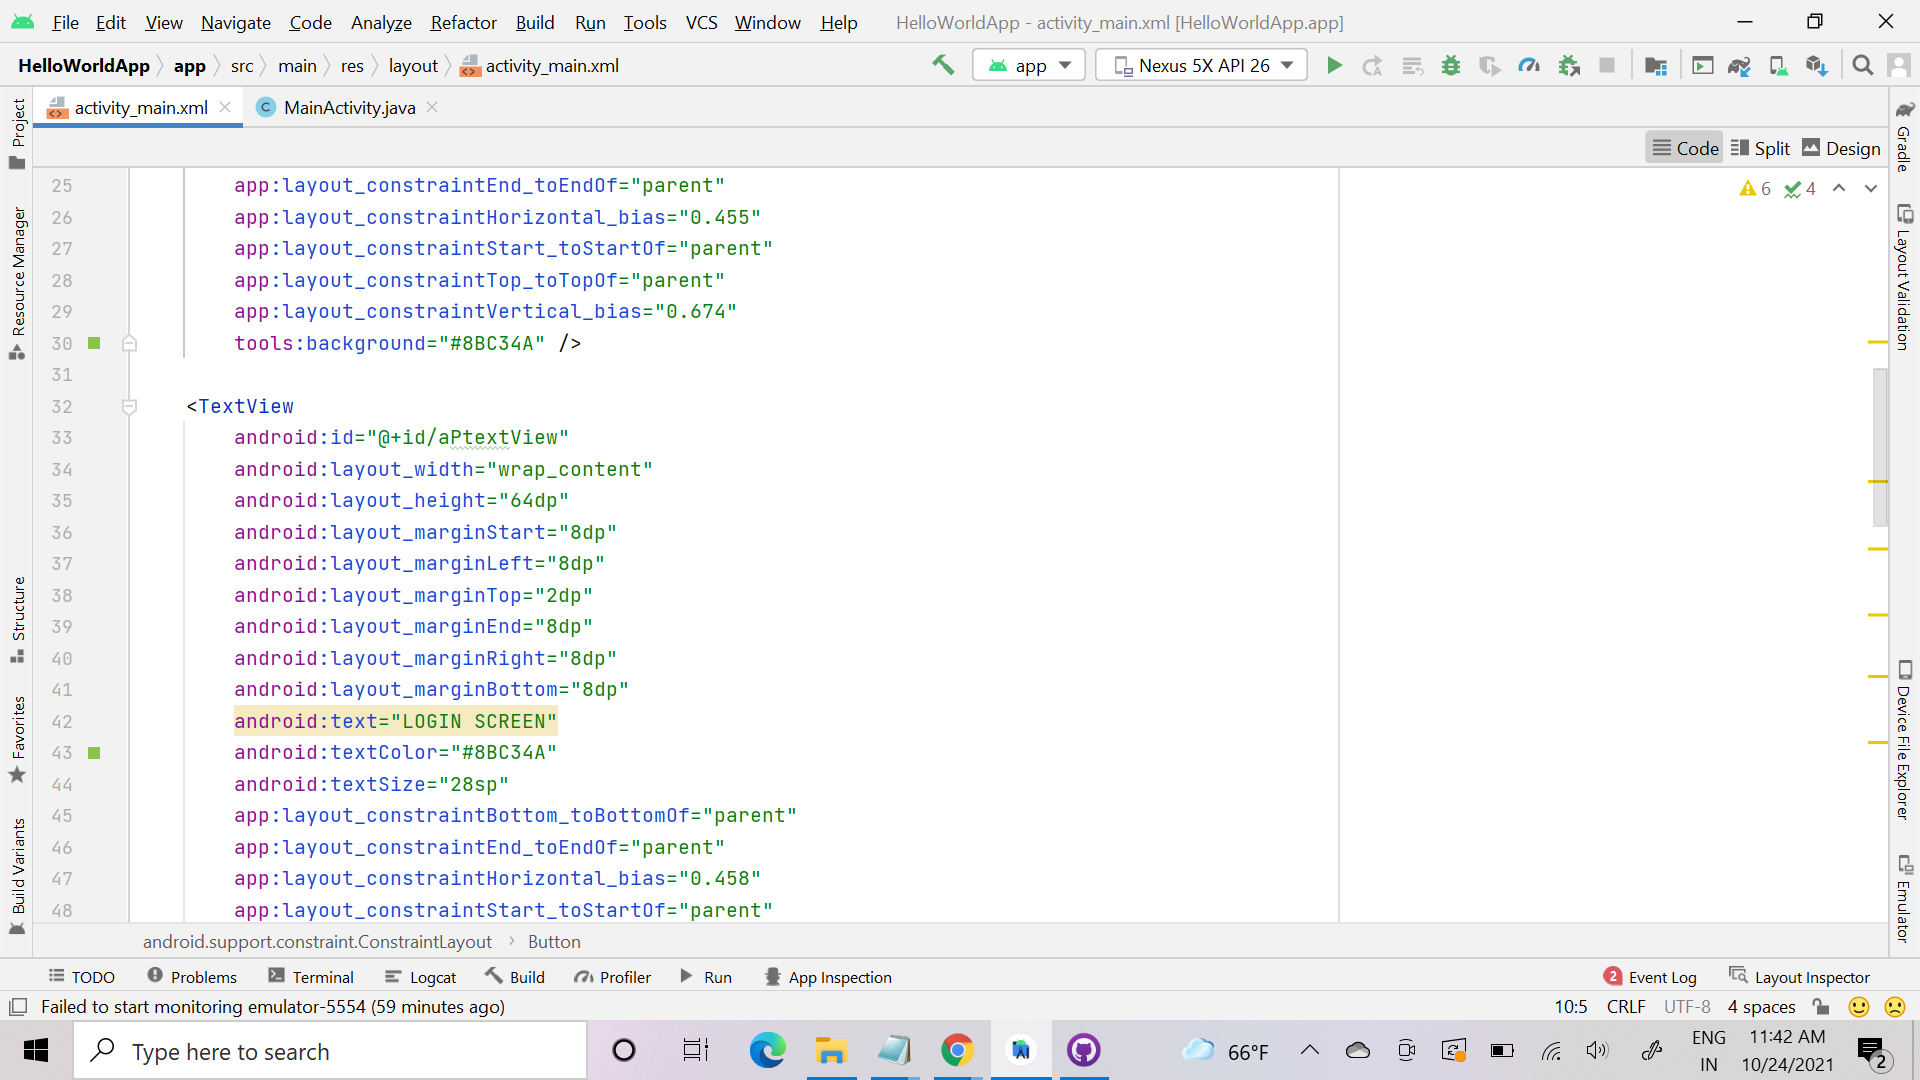 File Edit View Navigate Code Analyze Refactor Build Run Tools VCS Window Help HelloWorldApp - activity_main.xml [HelloWorldApp.app]
HelloWorldApp app src main res layout activity_main.xml app Nexus 5X API 26
activity_main.xml MainActivity.java
Code Split Design
6 4
25 app:layout_constraintEnd_toEndOf="parent"
26 app:layout_constraintHorizontal_bias="0.455"
27 app:layout_constraintStart_toStartOf="parent"
28 app:layout_constraintTop_toTopOf="parent"
29 app:layout_constraintVertical_bias="0.674"
30 tools:background="#8BC34A" />
31
32 <TextView
33 android:id="@+id/aPtextView"
34 android:layout_width="wrap_content"
35 android:layout_height="64dp"
36 android:layout_marginStart="8dp"
37 android:layout_marginLeft="8dp"
38 android:layout_marginTop="2dp"
39 android:layout_marginEnd="8dp"
40 android:layout_marginRight="8dp"
41 android:layout_marginBottom="8dp"
42 android:text="LOGIN SCREEN"
43 android:textColor="#8BC34A"
44 android:textSize="28sp"
45 app:layout_constraintBottom_toBottomOf="parent"
46 app:layout_constraintEnd_toEndOf="parent"
47 app:layout_constraintHorizontal_bias="0.458"
48 app:layout_constraintStart_toStartOf="parent"
Project
Resource Manager
Structure
Favorites
Build Variants
Gradle
Layout Validation
Device File Explorer
Emulator
android.support.constraint.ConstraintLayout Button
TODO Problems Terminal Logcat Build Profiler Run App Inspection 2 Event Log Layout Inspector
Failed to start monitoring emulator-5554 (59 minutes ago) 10:5 CRLF UTF-8 4 spaces
Type here to search 66°F ENG IN 11:42 AM 10/24/2021 2